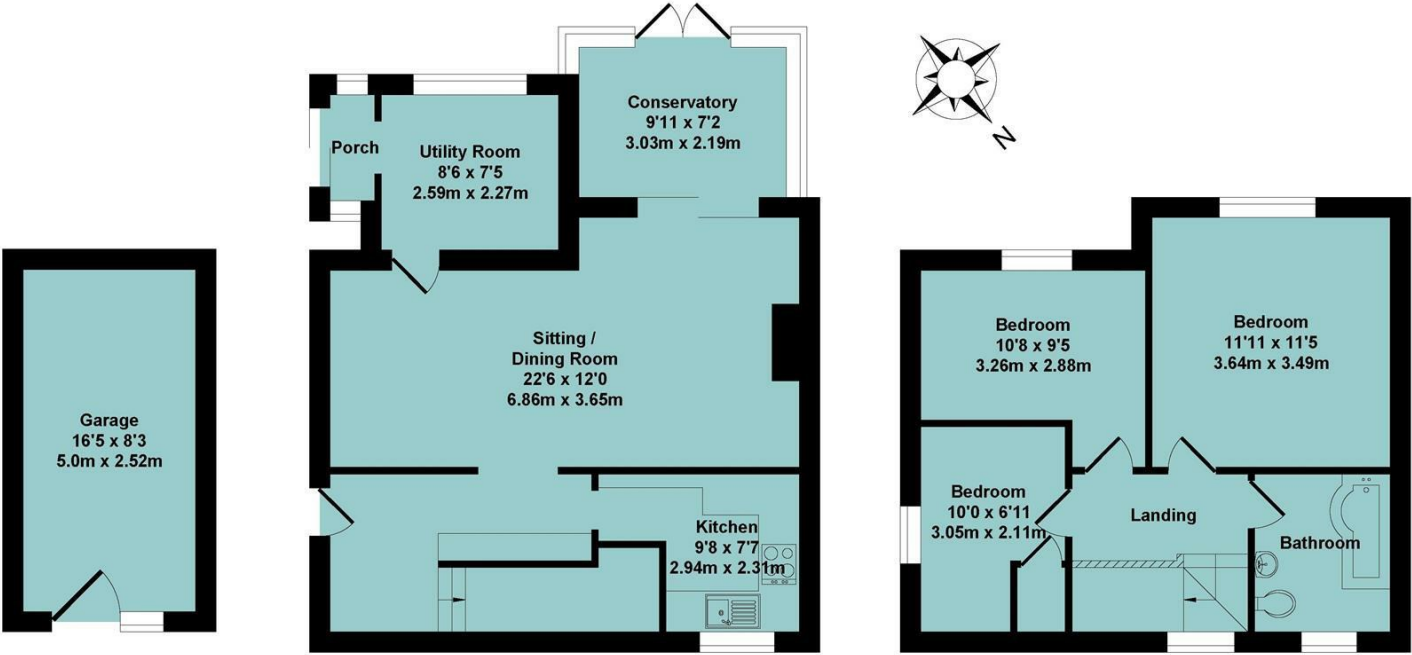 Garage
16'5 x 8'3
5.0m x 2.52m
Porch
Utility Room
8'6 x 7'5
2.59m x 2.27m
Conservatory
9'11 x 7'2
3.03m x 2.19m
Sitting /
Dining Room
22'6 x 12'0
6.86m x 3.65m
Kitchen
9'8 x 7'7
2.94m x 2.31m
N
Bedroom
10'8 x 9'5
3.26m x 2.88m
Bedroom
11'11 x 11'5
3.64m x 3.49m
Bedroom
10'0 x 6'11
3.05m x 2.11m
Landing
Bathroom